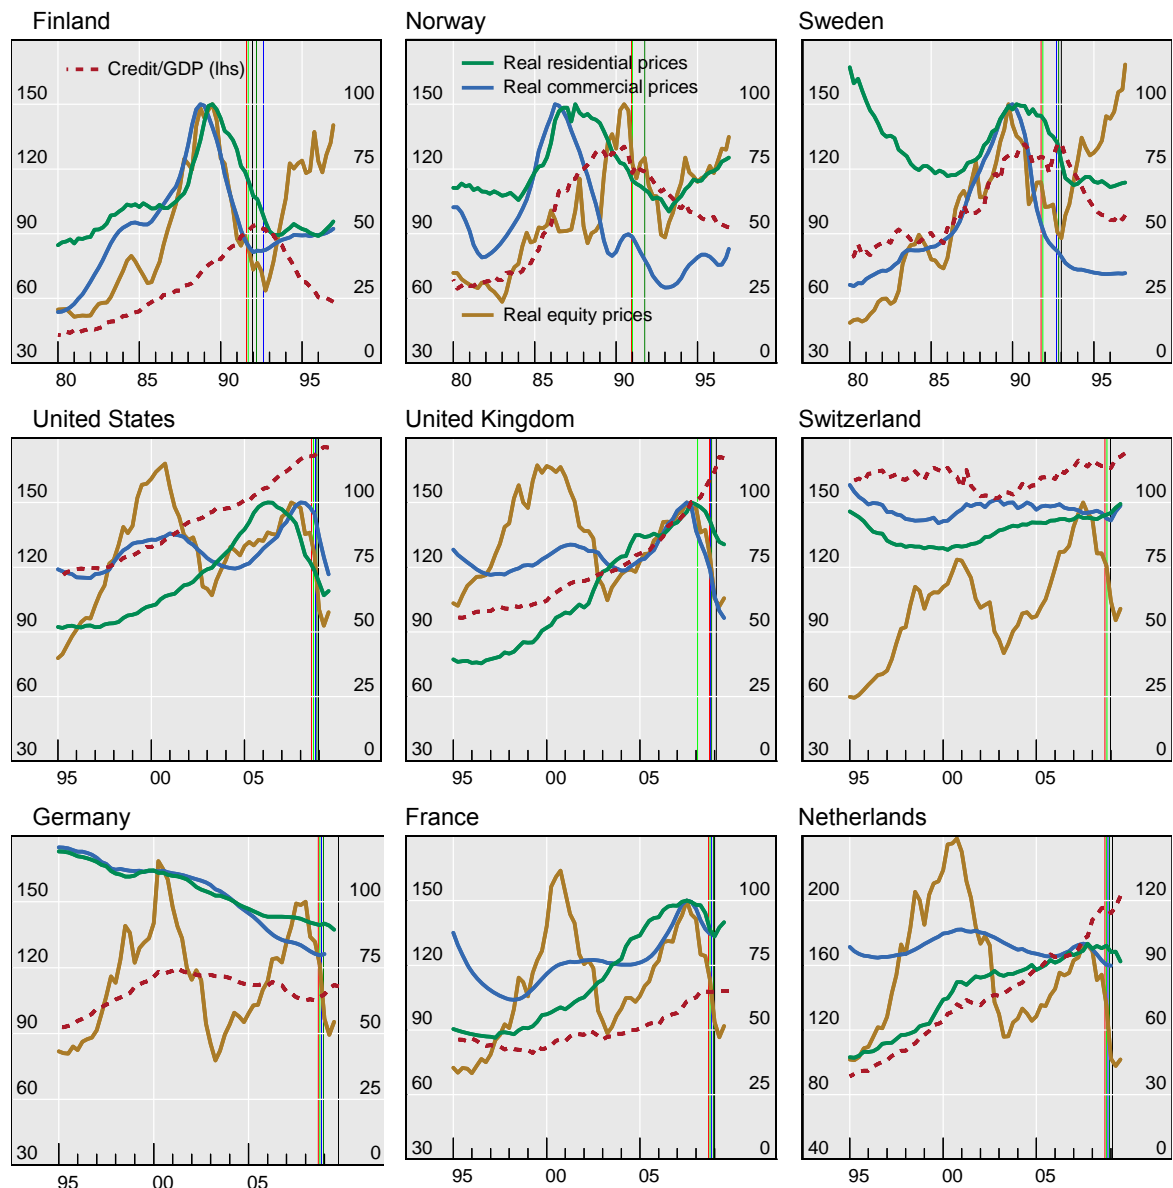 Finland Norway Sweden
Credit/GDP (lhs) Real residential prices
Real commercial prices
150 100 150 100 150 100
120 75 120 75 120 75
90 50 90 50 90 50
60 25 60 25 60 25
Real equity prices
30 0 30 0 30 0
80 85 90 95 80 85 90 95 80 85 90 95
United States United Kingdom Switzerland
150 100 150 100 150 100
120 75 120 75 120 75
90 50 90 50 90 50
60 25 60 25 60 25
30 0 30 0 30 0
95 00 05 95 00 05 95 00 05
Germany France Netherlands
150 100 150 100 200 120
120 75 120 75 160 90
90 50 90 50 120 60
60 25 60 25 80 30
30 0 30 0 40 0
95 00 05 95 00 05 95 00 05